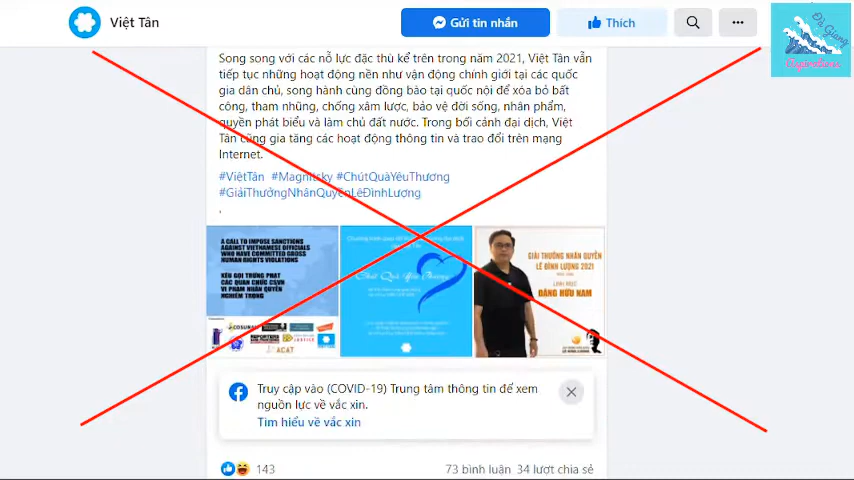 Việt Tân
Gửi tin nhắn
Thích
Dạ Giang
Song song với các nỗ lực đặc thù kể trên trong năm 2021, Việt Tân vẫn
tiếp tục những hoạt động nền như vận động chính giới tại các quốc
gia dân chủ, song hành cùng đồng bào tại quốc nội để xóa bỏ bất
công, tham nhũng, chống xâm lược, bảo vệ đời sống, nhân phẩm,
quyền phát biểu và làm chủ đất nước. Trong bối cảnh đại dịch, Việt
Tân cũng gia tăng các hoạt động thông tin và trao đổi trên mạng
Internet.
#ViệtTân #Magnitsky #ChútQuàYêuThương
#GiảiThưởngNhânQuyềnLêĐìnhLượng
.
A CALL TO IMPOSE SANCTIONS
AGAINST VIETNAMESE OFFICIALS
WHO HAVE COMMITTED GROSS
HUMAN RIGHTS VIOLATIONS
KÊU GỌI TRỪNG PHẠT
CÁC QUAN CHỨC CSVN
VI PHẠM NHÂN QUYỀN
NGHIÊM TRỌNG
COSUNAM
REPORTERS
ACAT
Chút Quà Yêu Thương
GIẢI THƯỞNG NHÂN QUYỀN
LÊ ĐÌNH LƯỢNG 2021
ĐẶNG HỮU NAM
Truy cập vào (COVID-19) Trung tâm thông tin để xem
nguồn lực về vắc xin.
Tìm hiểu về vắc xin
143
73 bình luận 34 lượt chia sẻ